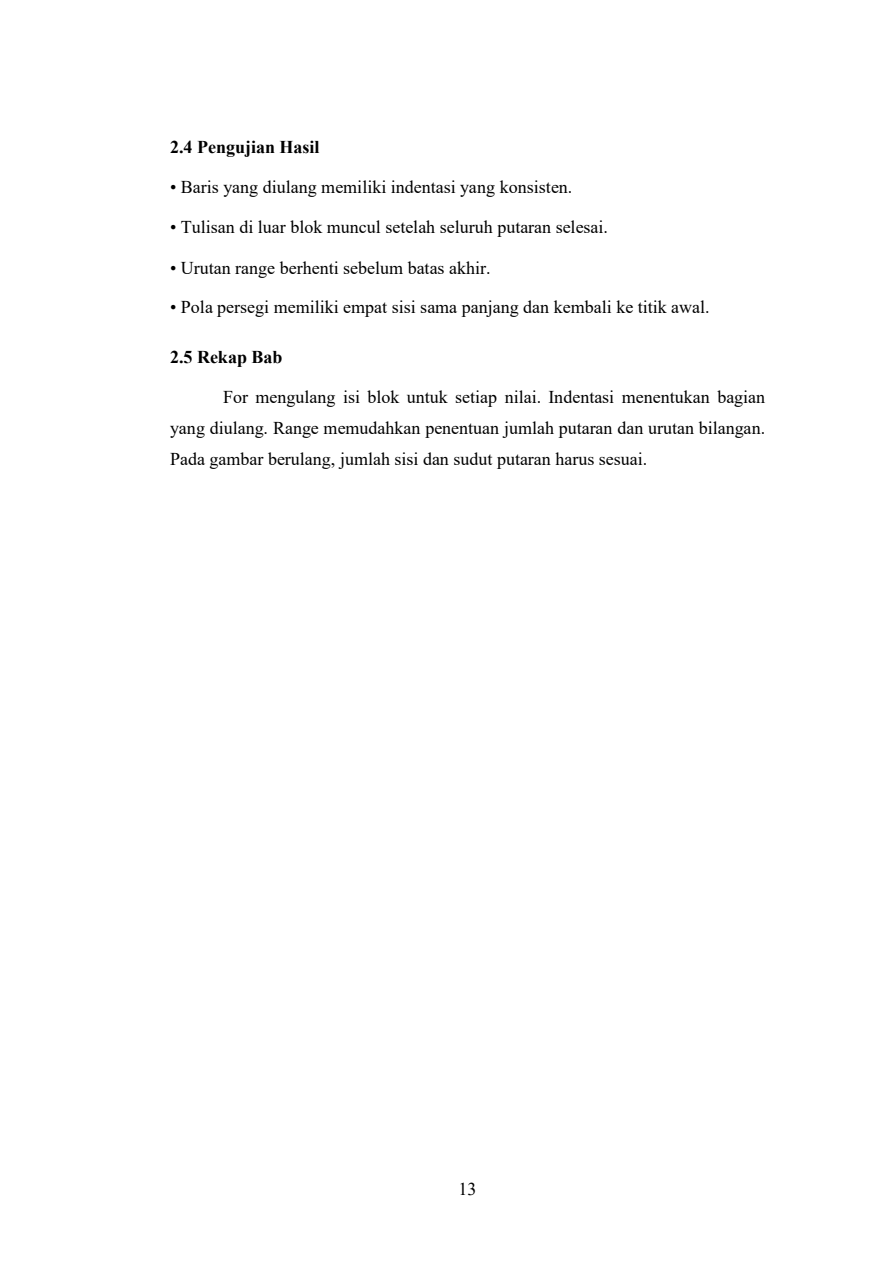 2.4 Pengujian Hasil
• Baris yang diulang memiliki indentasi yang konsisten.
• Tulisan di luar blok muncul setelah seluruh putaran selesai.
• Urutan range berhenti sebelum batas akhir.
• Pola persegi memiliki empat sisi sama panjang dan kembali ke titik awal.
2.5 Rekap Bab
For mengulang isi blok untuk setiap nilai. Indentasi menentukan bagian
yang diulang. Range memudahkan penentuan jumlah putaran dan urutan bilangan.
Pada gambar berulang, jumlah sisi dan sudut putaran harus sesuai.
13